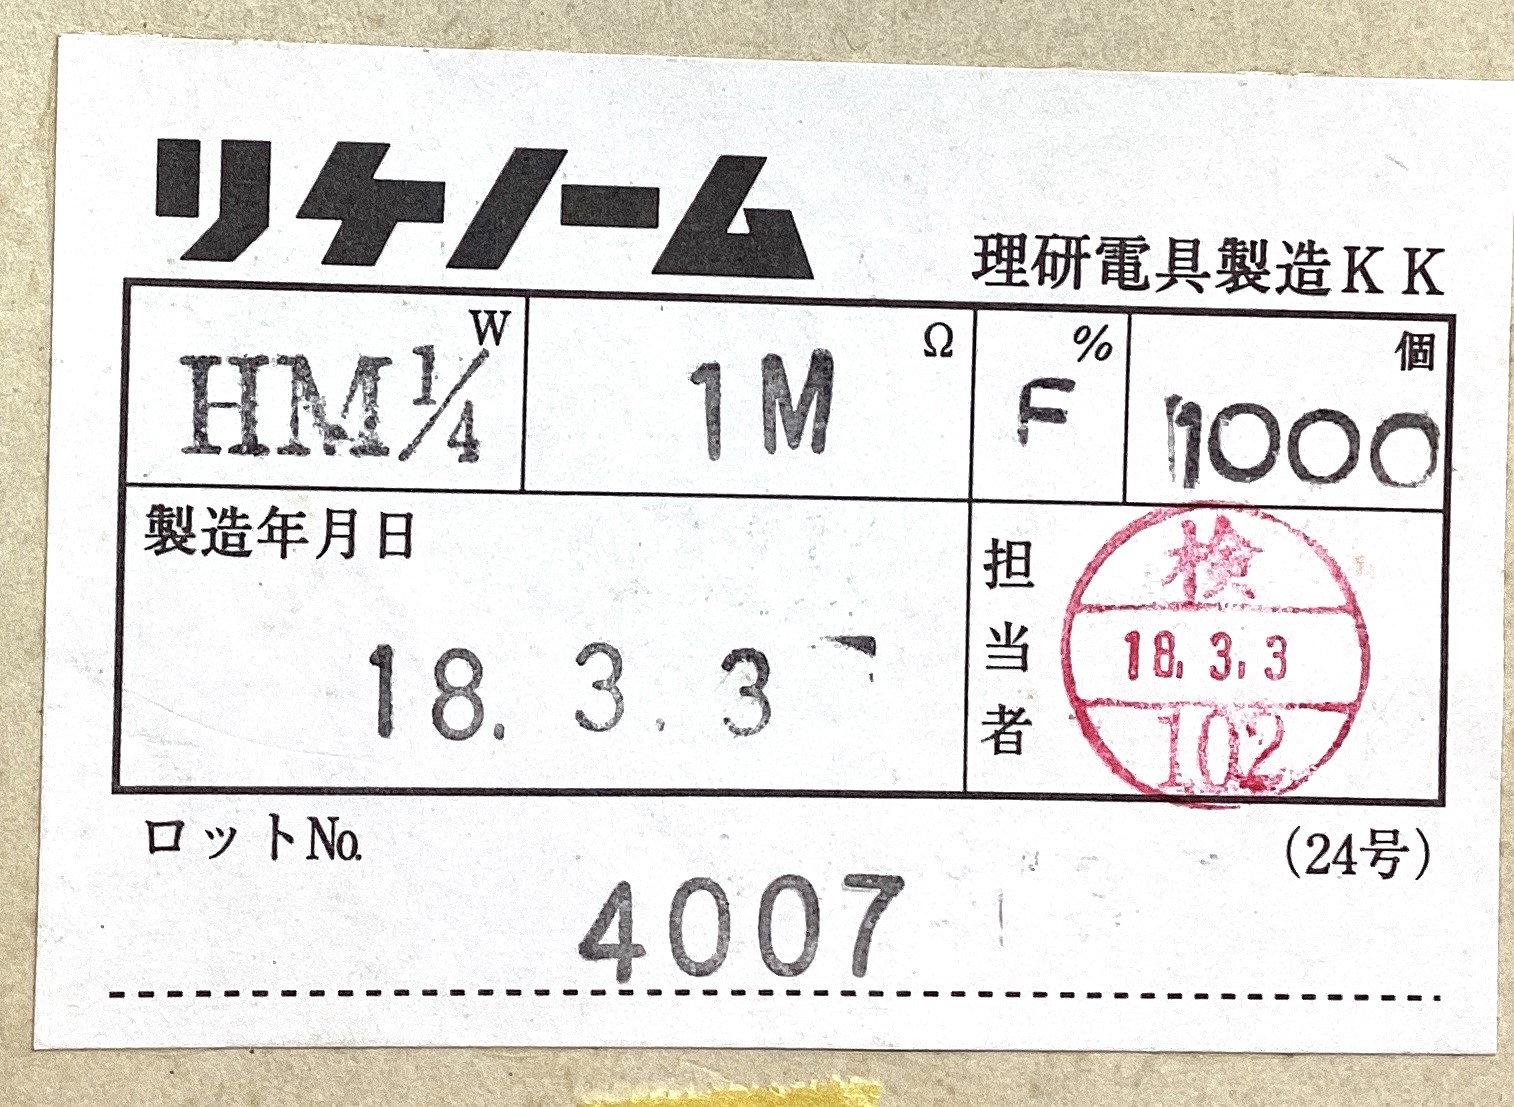 リケノーム
理研電具製造KK
W
HM1/4
Ω
1M
%
F
個
1000
製造年月日
18. 3. 3
担当者
検
18. 3. 3
102
ロットNo.
(24号)
4007